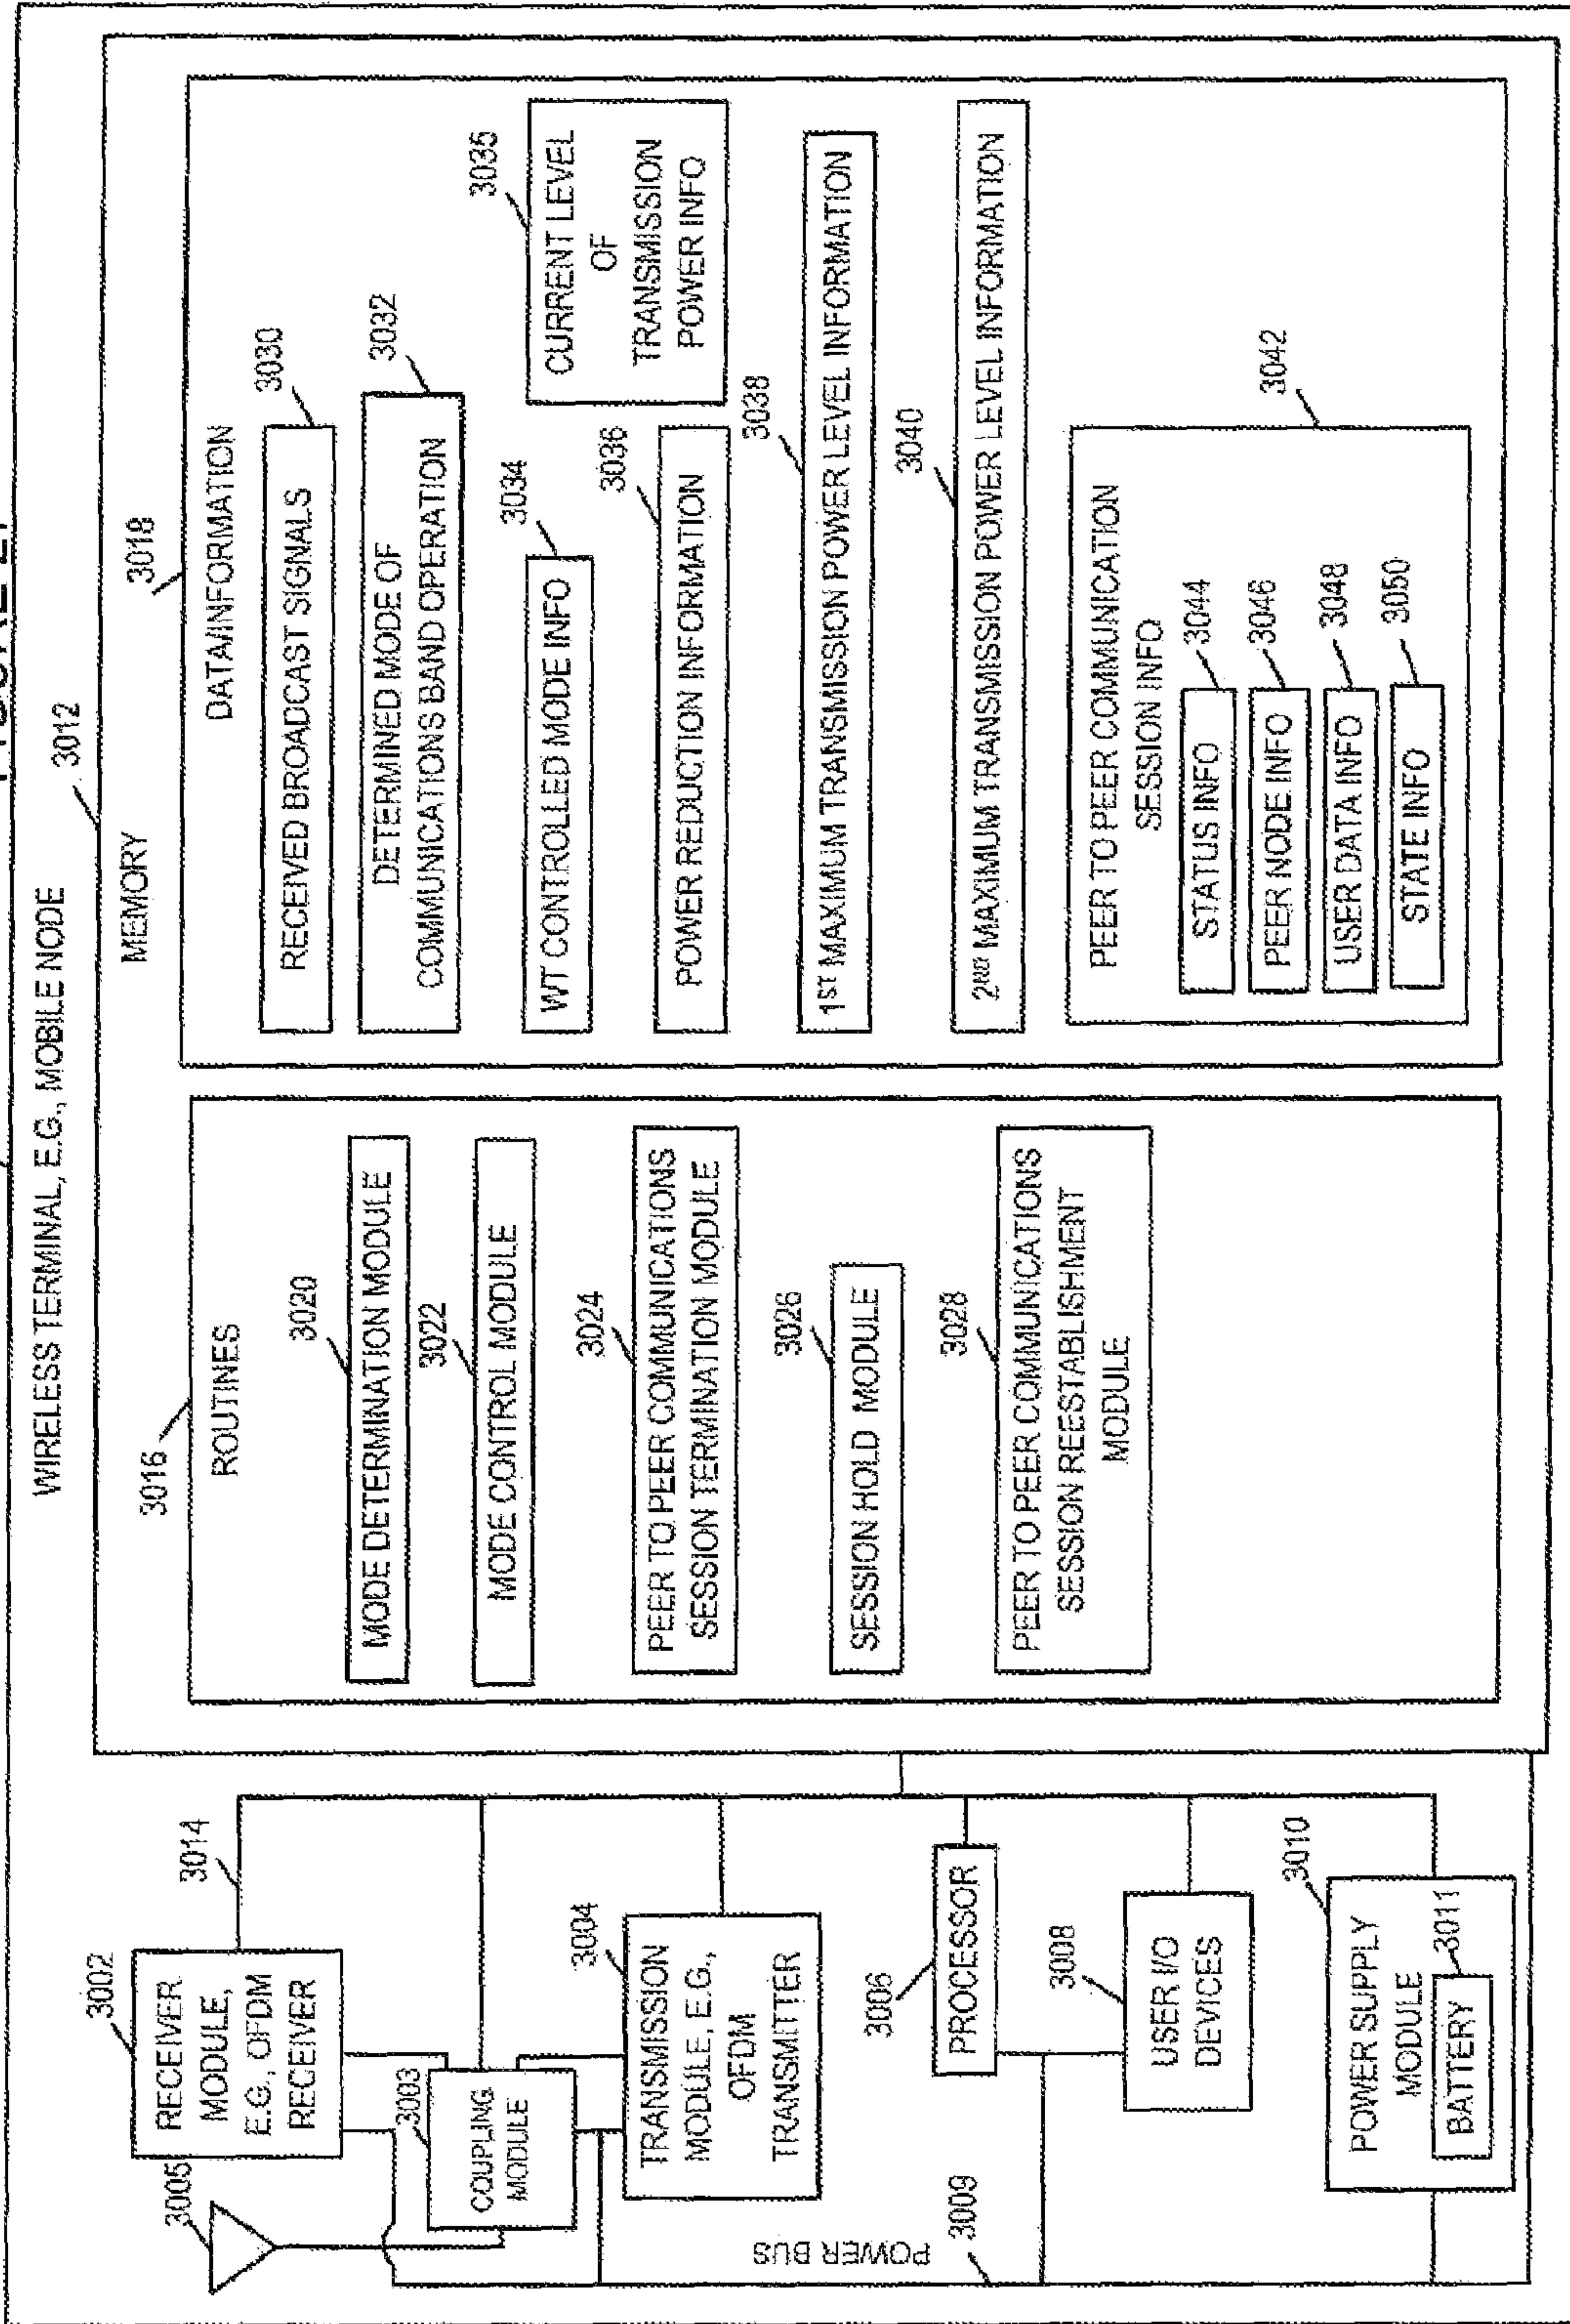 WIRELESS TERMINAL, E.G., MOBILE NODE
3012
MEMORY
3002
RECEIVER
MODULE,
E.G., OFDM
RECEIVER
3014
3005
3003
COUPLING
MODULE
3004
TRANSMISSION
MODULE, E.G.,
OFDM
TRANSMITTER
POWER BUS
3009
3006
PROCESSOR
3008
USER I/O
DEVICES
3010
POWER SUPPLY
MODULE
3011
BATTERY
3016
ROUTINES
3020
MODE DETERMINATION MODULE
3022
MODE CONTROL MODULE
3024
PEER TO PEER COMMUNICATIONS
SESSION TERMINATION MODULE
3026
SESSION HOLD MODULE
3028
PEER TO PEER COMMUNICATIONS
SESSION REESTABLISHMENT
MODULE
3018
DATA/INFORMATION
3030
RECEIVED BROADCAST SIGNALS
3032
DETERMINED MODE OF
COMMUNICATIONS BAND OPERATION
3034
WT CONTROLLED MODE INFO
3035
CURRENT LEVEL
OF
TRANSMISSION
POWER INFO
3036
POWER REDUCTION INFORMATION
3038
1ST MAXIMUM TRANSMISSION POWER LEVEL INFORMATION
3040
2ND MAXIMUM TRANSMISSION POWER LEVEL INFORMATION
3042
PEER TO PEER COMMUNICATION
SESSION INFO
3044
STATUS INFO
3046
PEER NODE INFO
3048
USER DATA INFO
3050
STATE INFO